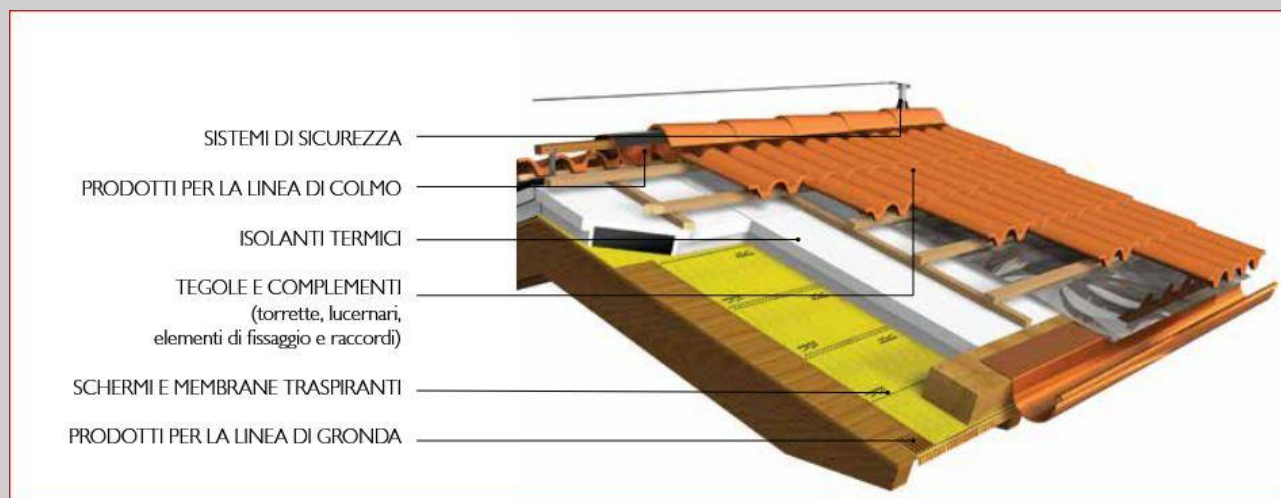 SISTEMI DI SICUREZZA
PRODOTTI PER LA LINEA DI COLMO
ISOLANTI TERMICI
TEGOLE E COMPLEMENTI
(torrette, lucernari,
elementi di fissaggio e raccordi)
SCHERMI E MEMBRANE TRASPIRANTI
PRODOTTI PER LA LINEA DI GRONDA